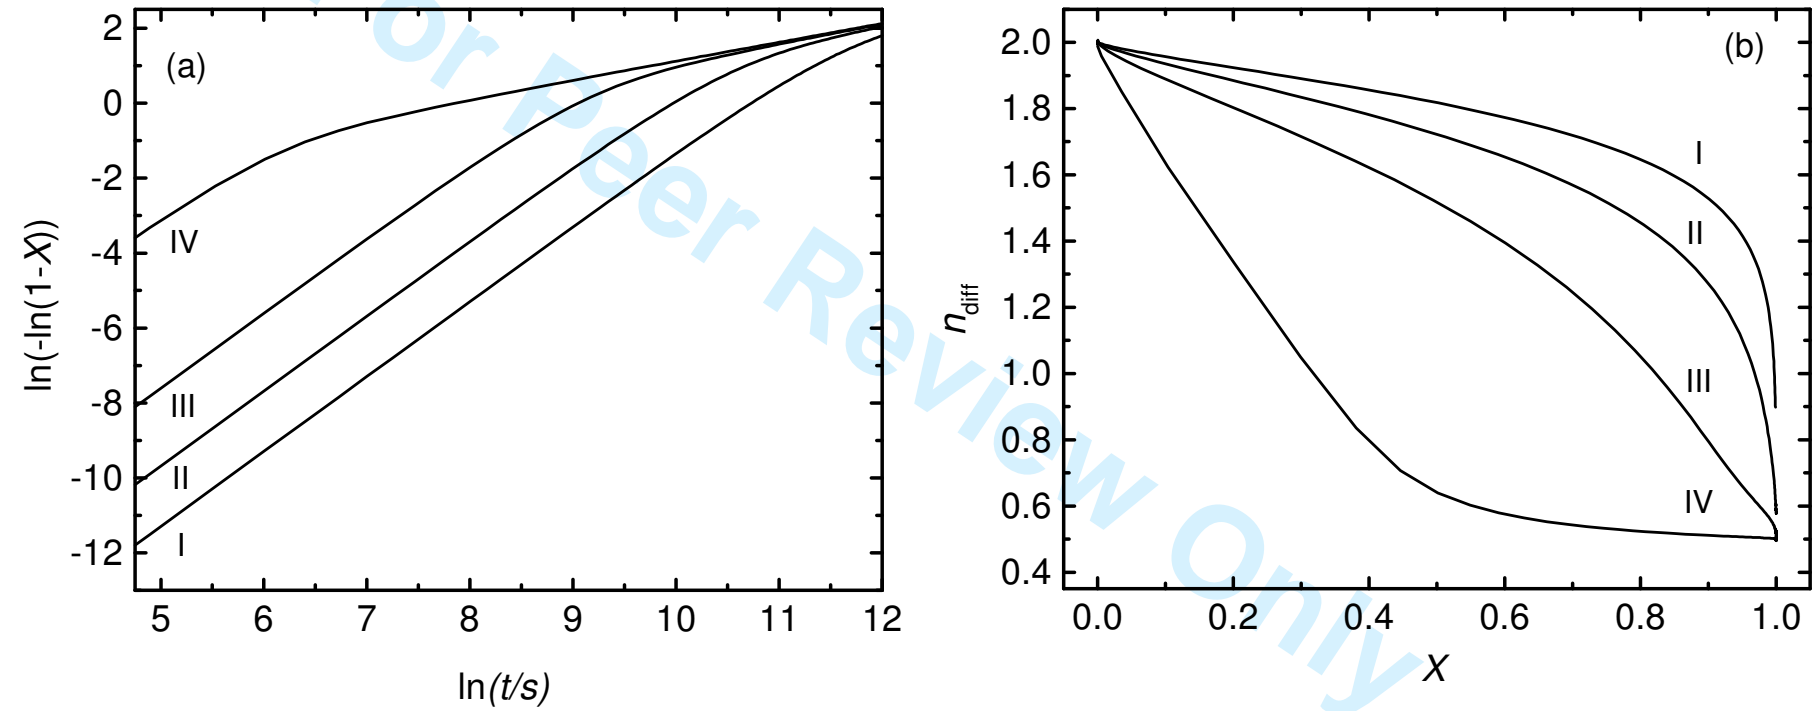 For Peer Review Only
(a)
2
0
-2
-4
-6
-8
-10
-12
ln(-ln(1-X))
IV
III
II
I
5 6 7 8 9 10 11 12
ln(t/s)
(b)
2.0
1.8
1.6
1.4
1.2
1.0
0.8
0.6
0.4
n_diff
I
II
III
IV
0.0 0.2 0.4 0.6 0.8 1.0
X